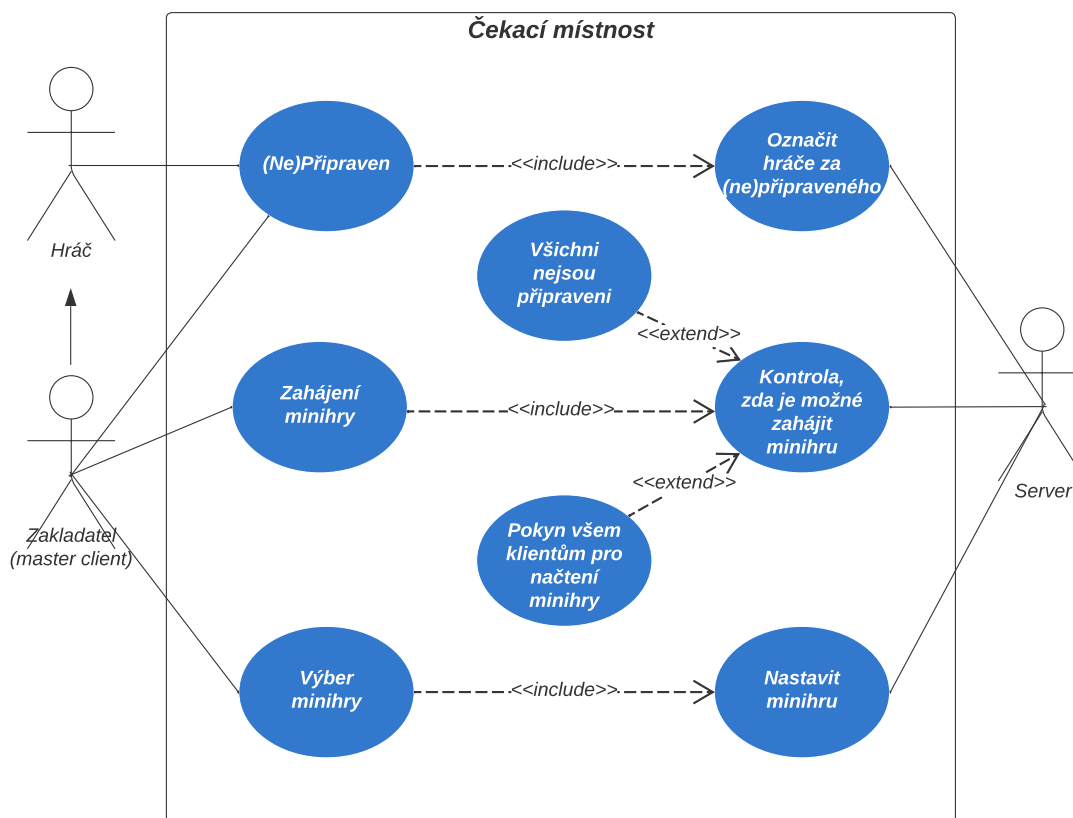 Čekací místnost
(Ne)Připraven
<<include>>
Označit
hráče za
(ne)připraveného
Hráč
Všichni
nejsou
připraveni
<<extend>>
Zahájení
minihry
<<include>>
Kontrola,
zda je možné
zahájit
minihru
<<extend>>
Server
Zakladatel
(master client)
Pokyn všem
klientům pro
načtení
minihry
Výber
minihry
<<include>>
Nastavit
minihru